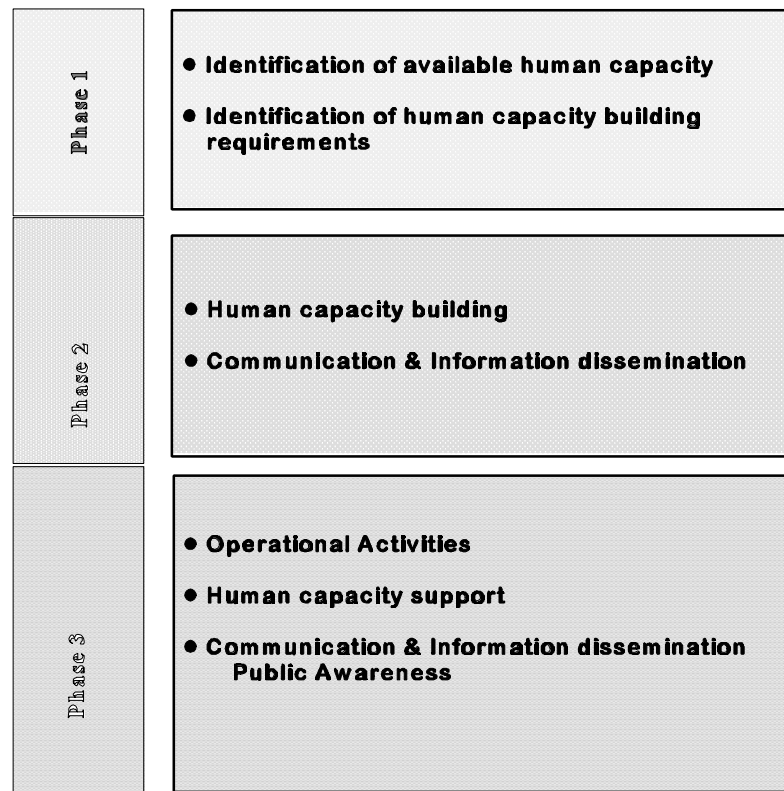 Phase 1
● Identification of available human capacity
● Identification of human capacity building
requirements
Phase 2
● Human capacity building
● Communication & Information dissemination
Phase 3
● Operational Activities
● Human capacity support
● Communication & Information dissemination
Public Awareness